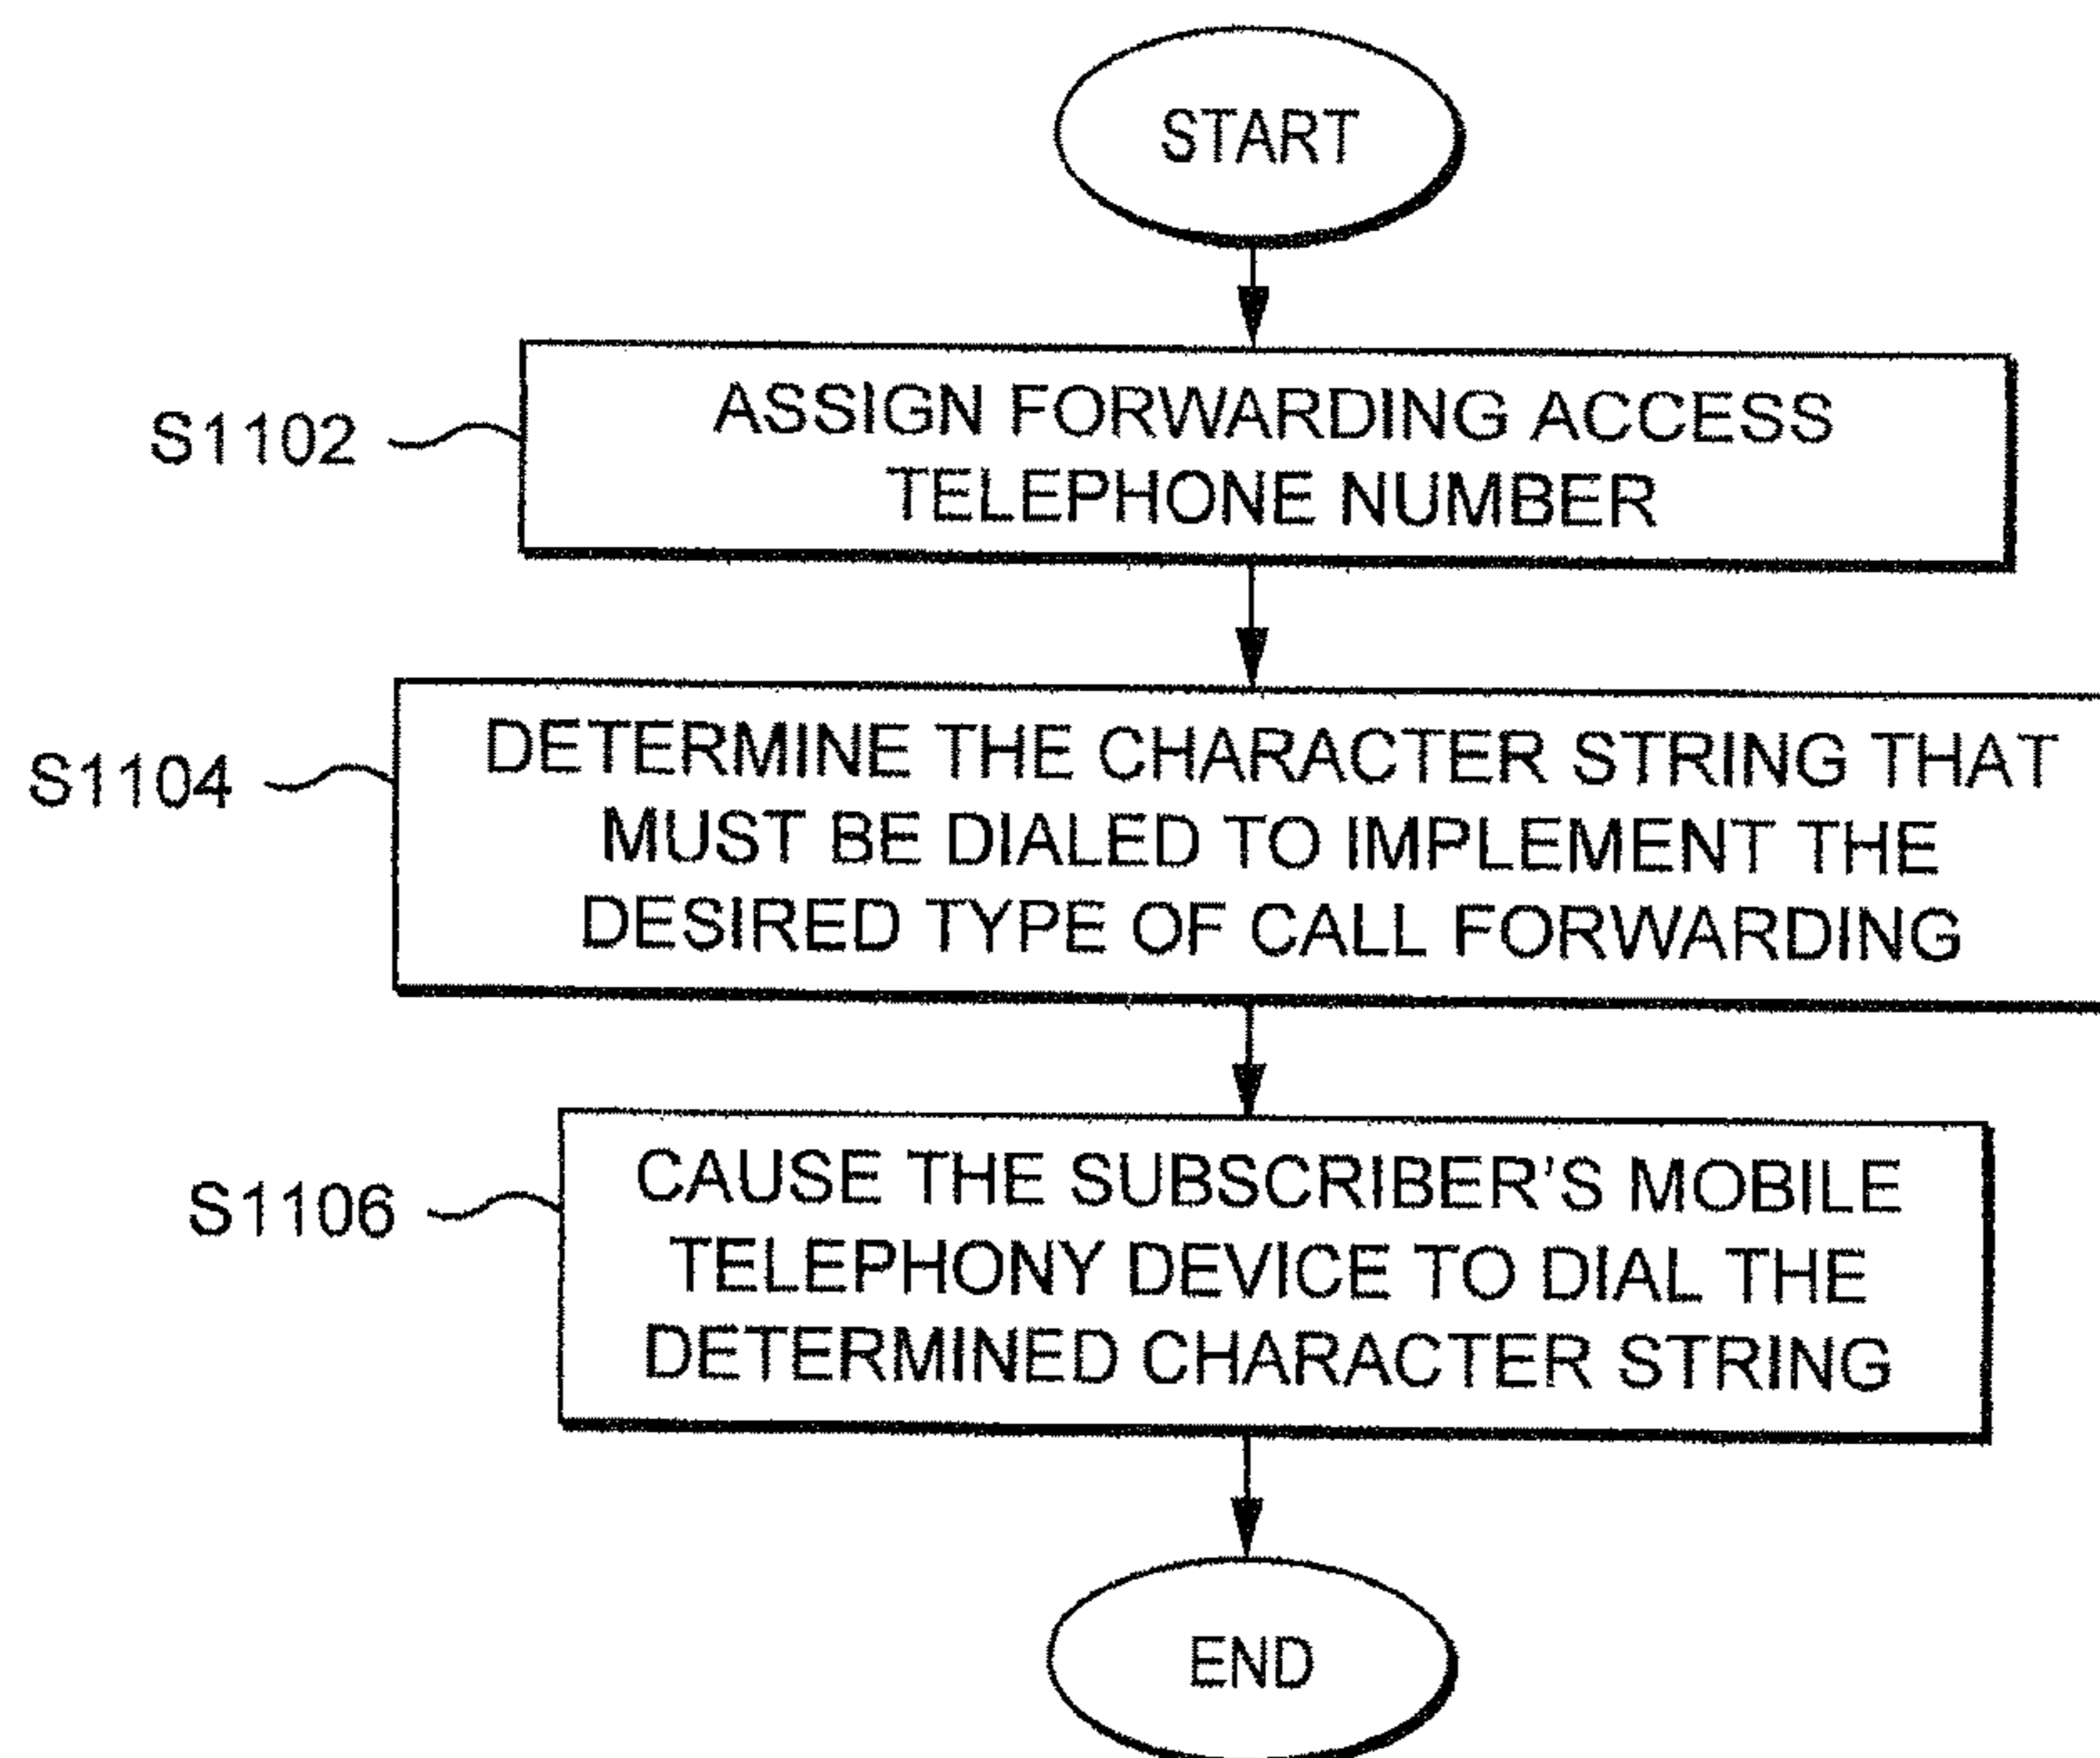 START
S1102
ASSIGN FORWARDING ACCESS
TELEPHONE NUMBER
S1104
DETERMINE THE CHARACTER STRING THAT
MUST BE DIALED TO IMPLEMENT THE
DESIRED TYPE OF CALL FORWARDING
S1106
CAUSE THE SUBSCRIBER’S MOBILE
TELEPHONY DEVICE TO DIAL THE
DETERMINED CHARACTER STRING
END